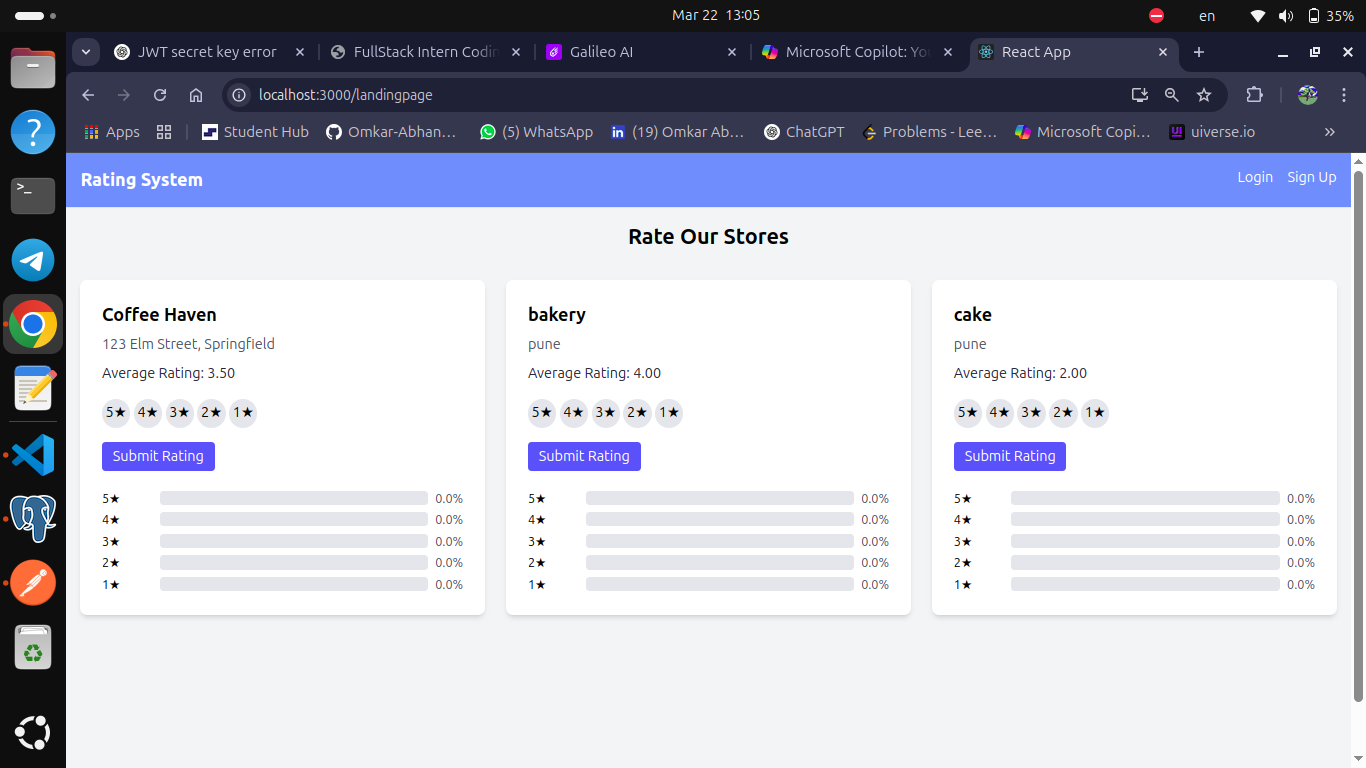 Mar 22 13:05
en
35%
JWT secret key error
FullStack Intern Codin
Galileo AI
Microsoft Copilot: Yo
React App
localhost:3000/landingpage
Apps
Student Hub
Omkar-Abhan...
(5) WhatsApp
(19) Omkar Ab...
ChatGPT
Problems - Lee...
Microsoft Copi...
uiverse.io
Rating System
Login
Sign Up
Rate Our Stores
Coffee Haven
123 Elm Street, Springfield
Average Rating: 3.50
5★ 4★ 3★ 2★ 1★
Submit Rating
5★ 0.0%
4★ 0.0%
3★ 0.0%
2★ 0.0%
1★ 0.0%
bakery
pune
Average Rating: 4.00
5★ 4★ 3★ 2★ 1★
Submit Rating
5★ 0.0%
4★ 0.0%
3★ 0.0%
2★ 0.0%
1★ 0.0%
cake
pune
Average Rating: 2.00
5★ 4★ 3★ 2★ 1★
Submit Rating
5★ 0.0%
4★ 0.0%
3★ 0.0%
2★ 0.0%
1★ 0.0%